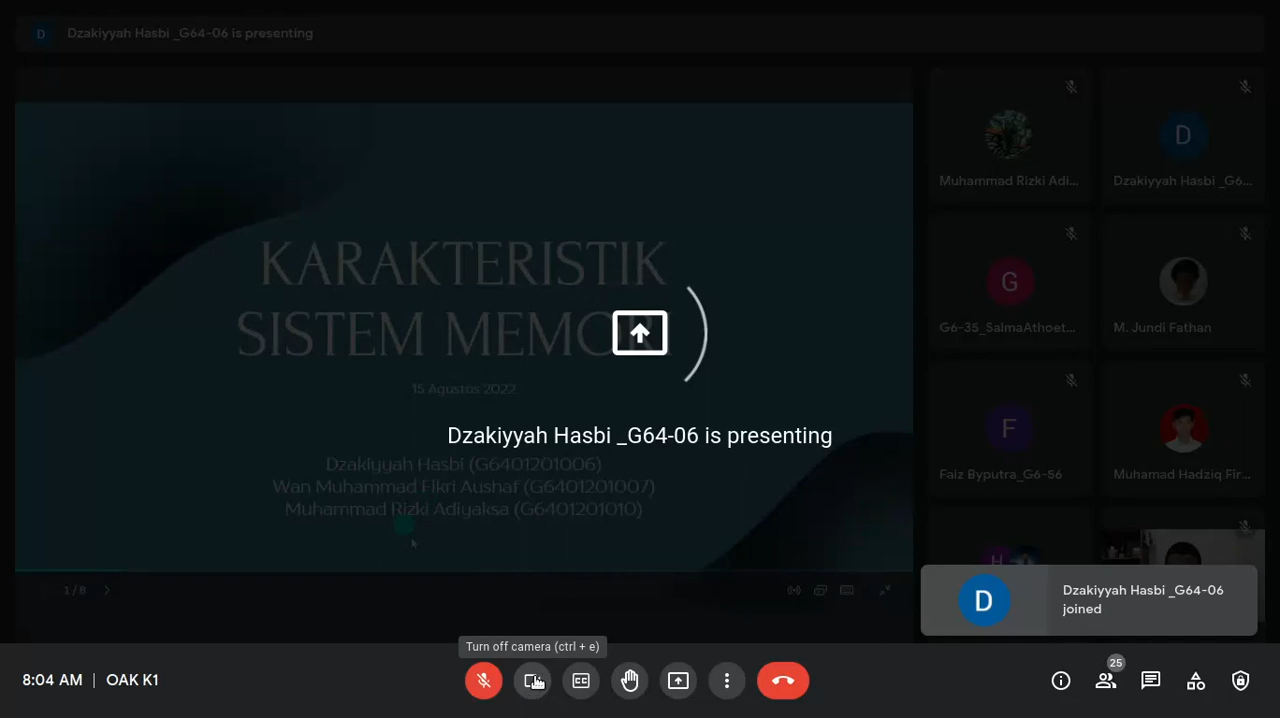 D Dzakiyyah Hasbi _G64-06 is presenting
KARAKTERISTIK
SISTEM MEMOR
15 Agustus 2022
Dzakiyyah Hasbi _G64-06 is presenting
Dzakiyyah Hasbi (G6401201006)
Wan Muhammad Fikri Aushaf (G6401201007)
Muhammad Rizki Adiyaksa (G6401201010)
1 / 8
Muhammad Rizki Adi...
D
Dzakiyyah Hasbi _G6...
G
G6-35_SalmaAthoet...
M. Jundi Fathan
F
Faiz Byputra_G6-56
Muhamad Hadziq Fir...
H
D
Dzakiyyah Hasbi _G64-06
joined
Turn off camera (ctrl + e)
8:04 AM | OAK K1
CC
25